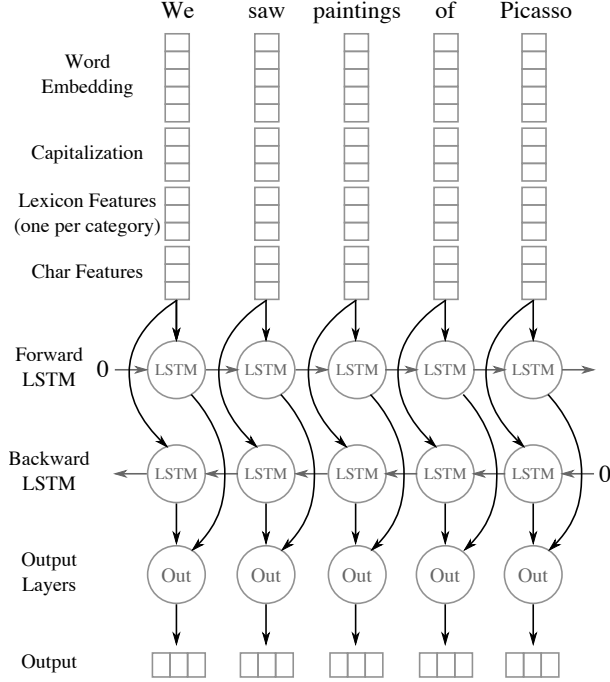 We saw paintings of Picasso
Word
Embedding
Capitalization
Lexicon Features
(one per category)
Char Features
Forward
LSTM
0 LSTM LSTM LSTM LSTM LSTM
Backward
LSTM
LSTM LSTM LSTM LSTM LSTM 0
Output
Layers
Out Out Out Out Out
Output